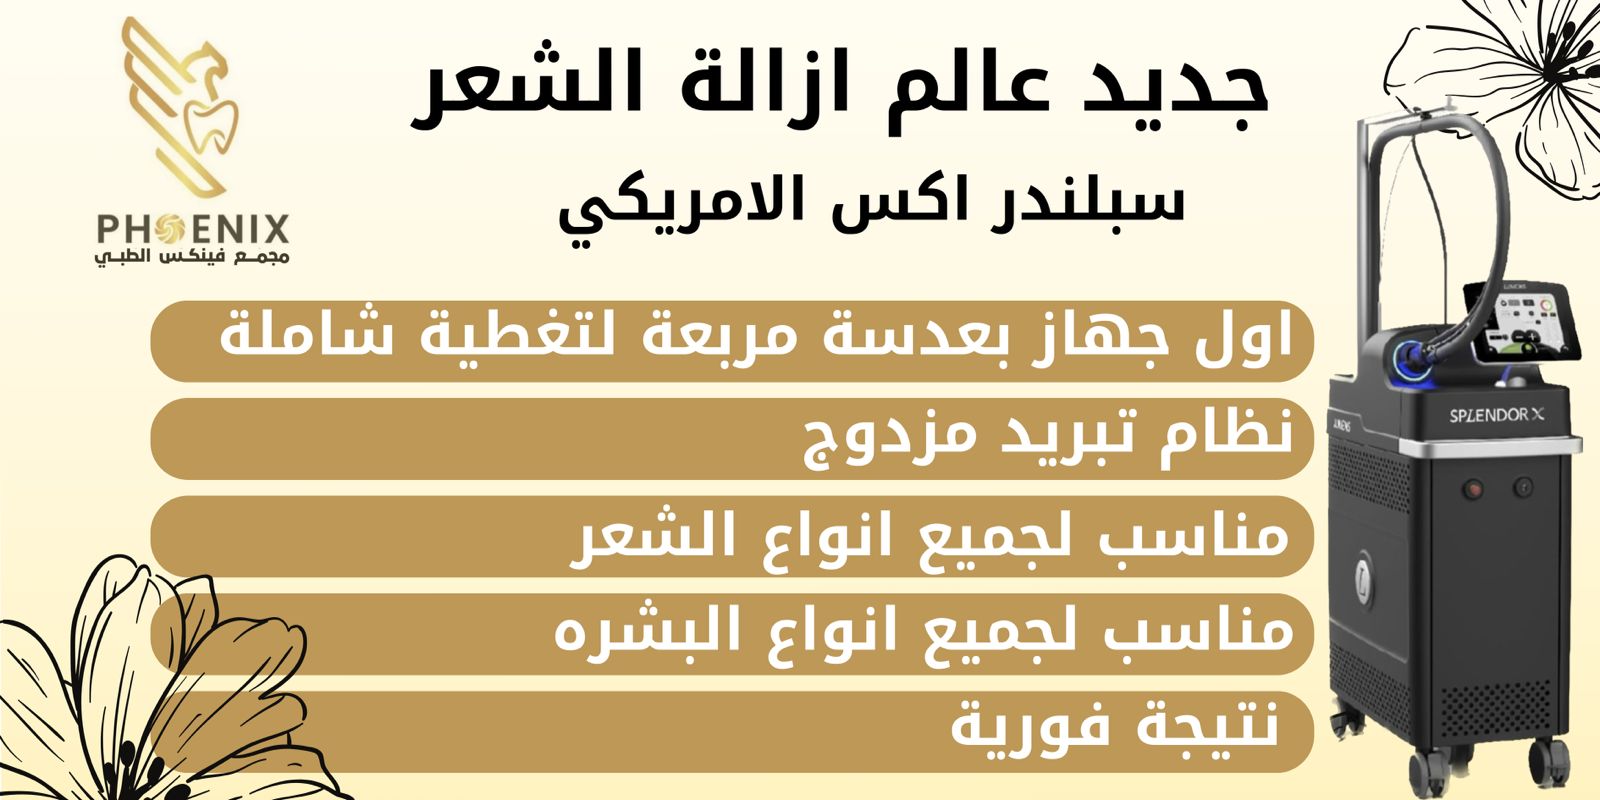 جديد عالم ازالة الشعر
سبلندر اكس الامريكي
PHOENIX
مجمع فينكس الطبي
اول جهاز بعدسة مربعة لتغطية شاملة
نظام تبريد مزدوج
مناسب لجميع انواع الشعر
مناسب لجميع انواع البشره
نتيجة فورية
SPLENDOR X
LUMENIS